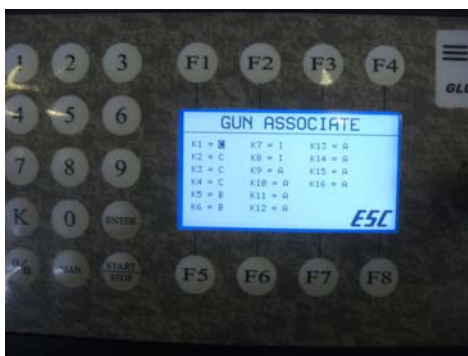 1 2 3 F1 F2 F3 F4
GLO
4 5 6
GUN ASSOCIATE
K1 = K7 = I K13 = A
K2 = C K8 = I K14 = A
K3 = C K9 = A K15 = A
K4 = C K10 = A K16 = A
K5 = B K11 = A
K6 = B K12 = A
ESC
7 8 9
K 0 ENTER
% MAN START STOP F5 F6 F7 F8